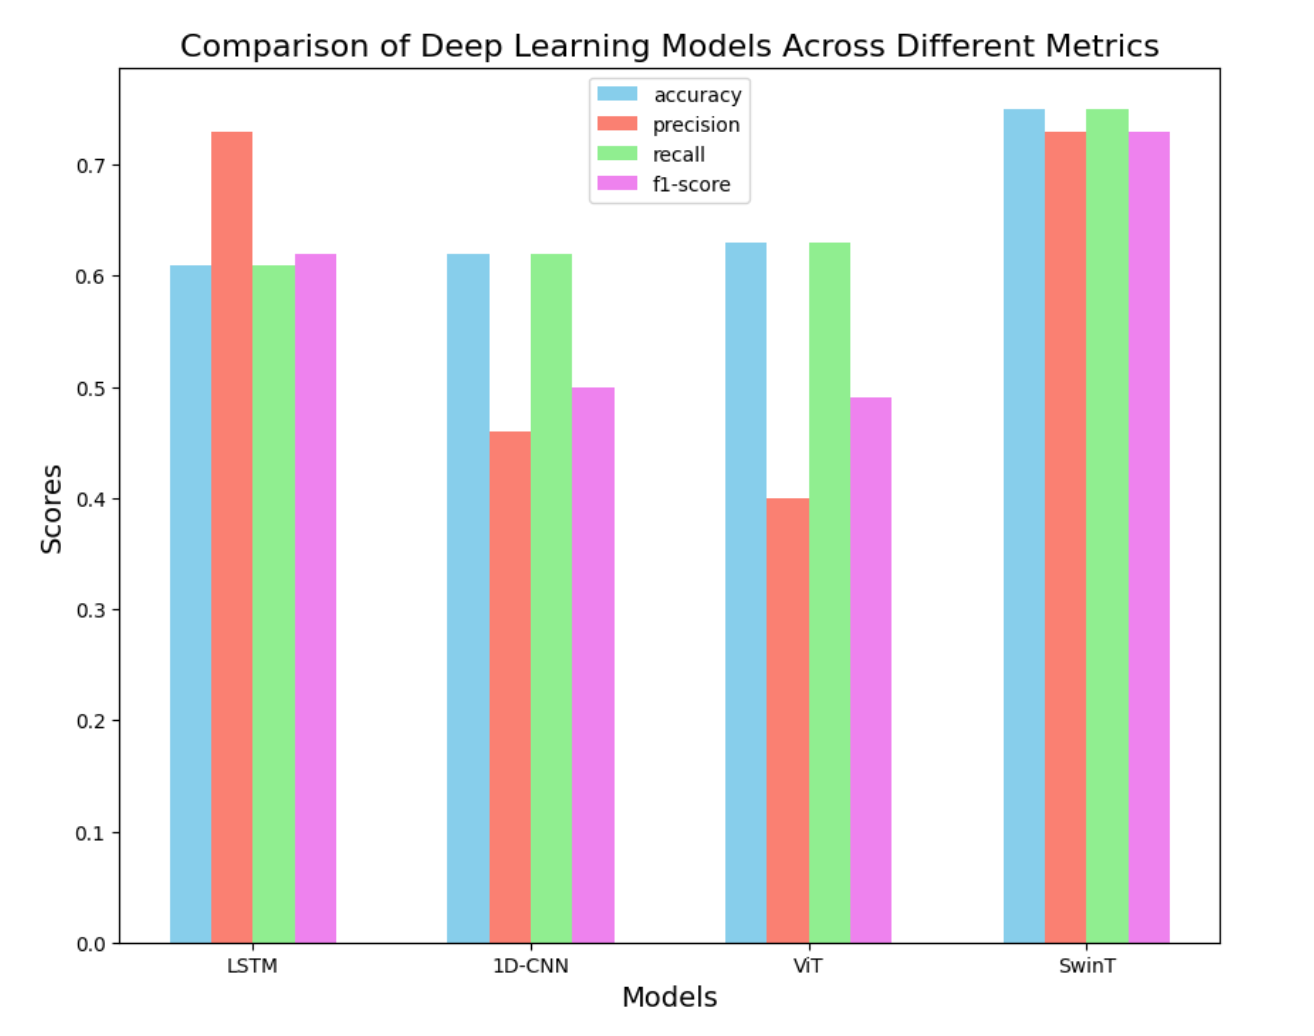 Comparison of Deep Learning Models Across Different Metrics
accuracy
precision
recall
f1-score
0.7
0.6
0.5
0.4
0.3
0.2
0.1
0.0
Scores
LSTM 1D-CNN ViT SwinT
Models